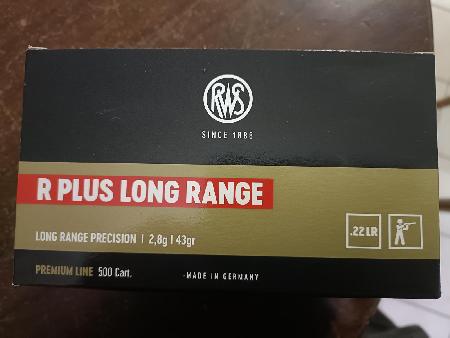 RWS
SINCE 1886
R PLUS LONG RANGE
LONG RANGE PRECISION | 2,8g | 43gr
.22 LR
PREMIUM LINE 500 Cart.
-MADE IN GERMANY